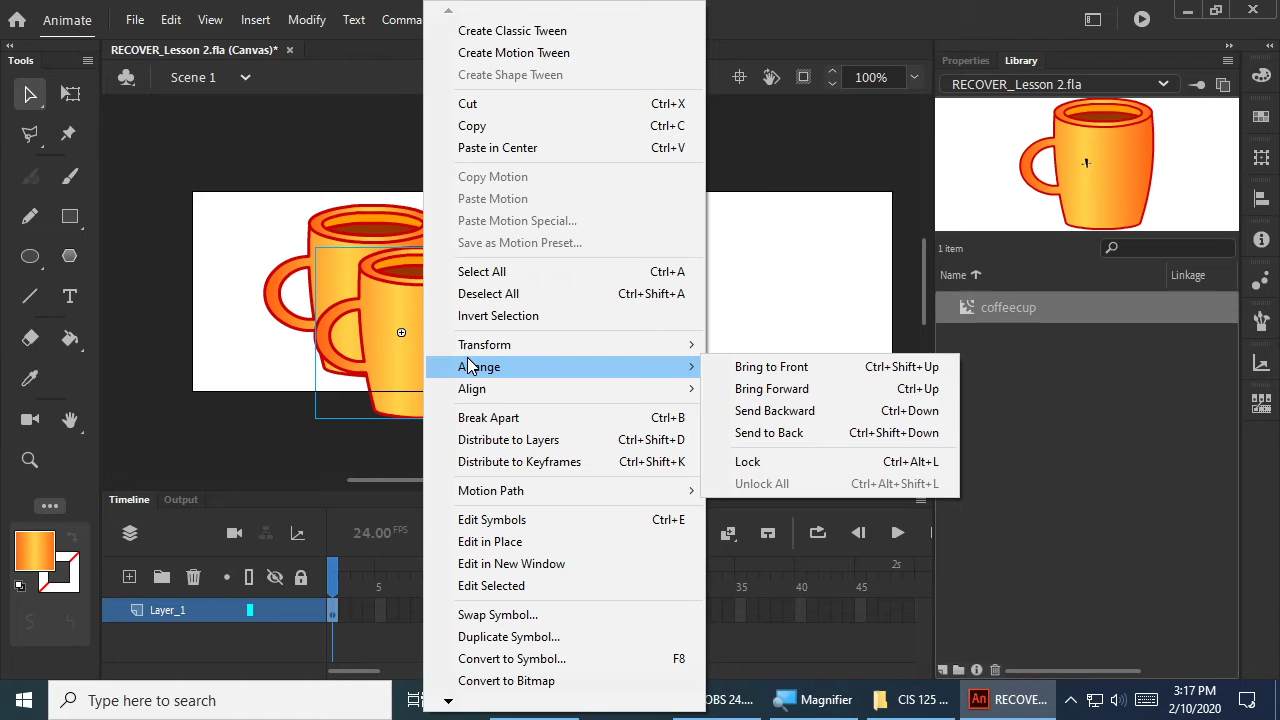 Animate
File
Edit
View
Insert
Modify
Text
Comma
RECOVER_Lesson 2.fla (Canvas)*
Tools
Scene 1
100%
Properties
Library
RECOVER_Lesson 2.fla
1 item
Name
Linkage
coffeecup
Create Classic Tween
Create Motion Tween
Create Shape Tween
Cut Ctrl+X
Copy Ctrl+C
Paste in Center Ctrl+V
Copy Motion
Paste Motion
Paste Motion Special...
Save as Motion Preset...
Select All Ctrl+A
Deselect All Ctrl+Shift+A
Invert Selection
Transform
Arrange
Align
Break Apart Ctrl+B
Distribute to Layers Ctrl+Shift+D
Distribute to Keyframes Ctrl+Shift+K
Motion Path
Edit Symbols Ctrl+E
Edit in Place
Edit in New Window
Edit Selected
Swap Symbol...
Duplicate Symbol...
Convert to Symbol... F8
Convert to Bitmap
Bring to Front Ctrl+Shift+Up
Bring Forward Ctrl+Up
Send Backward Ctrl+Down
Send to Back Ctrl+Shift+Down
Lock Ctrl+Alt+L
Unlock All Ctrl+Alt+Shift+L
Timeline
Output
24.00 FPS
2s
5
35
40
45
Layer_1
Type here to search
OBS 24....
Magnifier
CIS 125 ...
An
RECOVE...
3:17 PM
2/10/2020